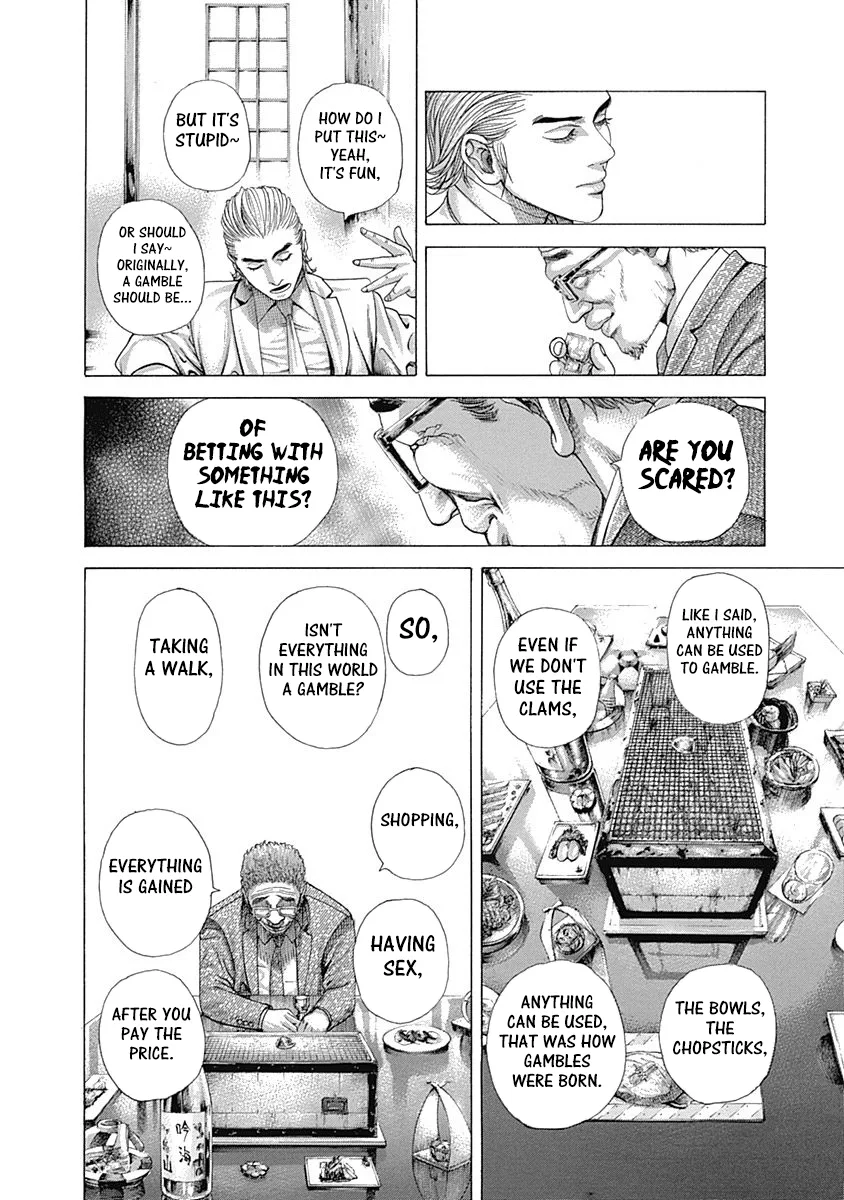 HOW DO I
PUT THIS~
YEAH,
IT'S FUN,
BUT IT'S
STUPID~
OR SHOULD
I SAY~
ORIGINALLY,
A GAMBLE
SHOULD BE...
ARE YOU
SCARED?
OF
BETTING WITH
SOMETHING
LIKE THIS?
LIKE I SAID,
ANYTHING
CAN BE USED
TO GAMBLE.
EVEN IF
WE DON'T
USE THE
CLAMS,
THE BOWLS,
THE
CHOPSTICKS,
ANYTHING
CAN BE USED,
THAT WAS HOW
GAMBLES
WERE BORN.
SO,
ISN'T
EVERYTHING
IN THIS WORLD
A GAMBLE?
TAKING
A WALK,
SHOPPING,
HAVING
SEX,
EVERYTHING
IS GAINED
AFTER YOU
PAY THE
PRICE.
吟海山